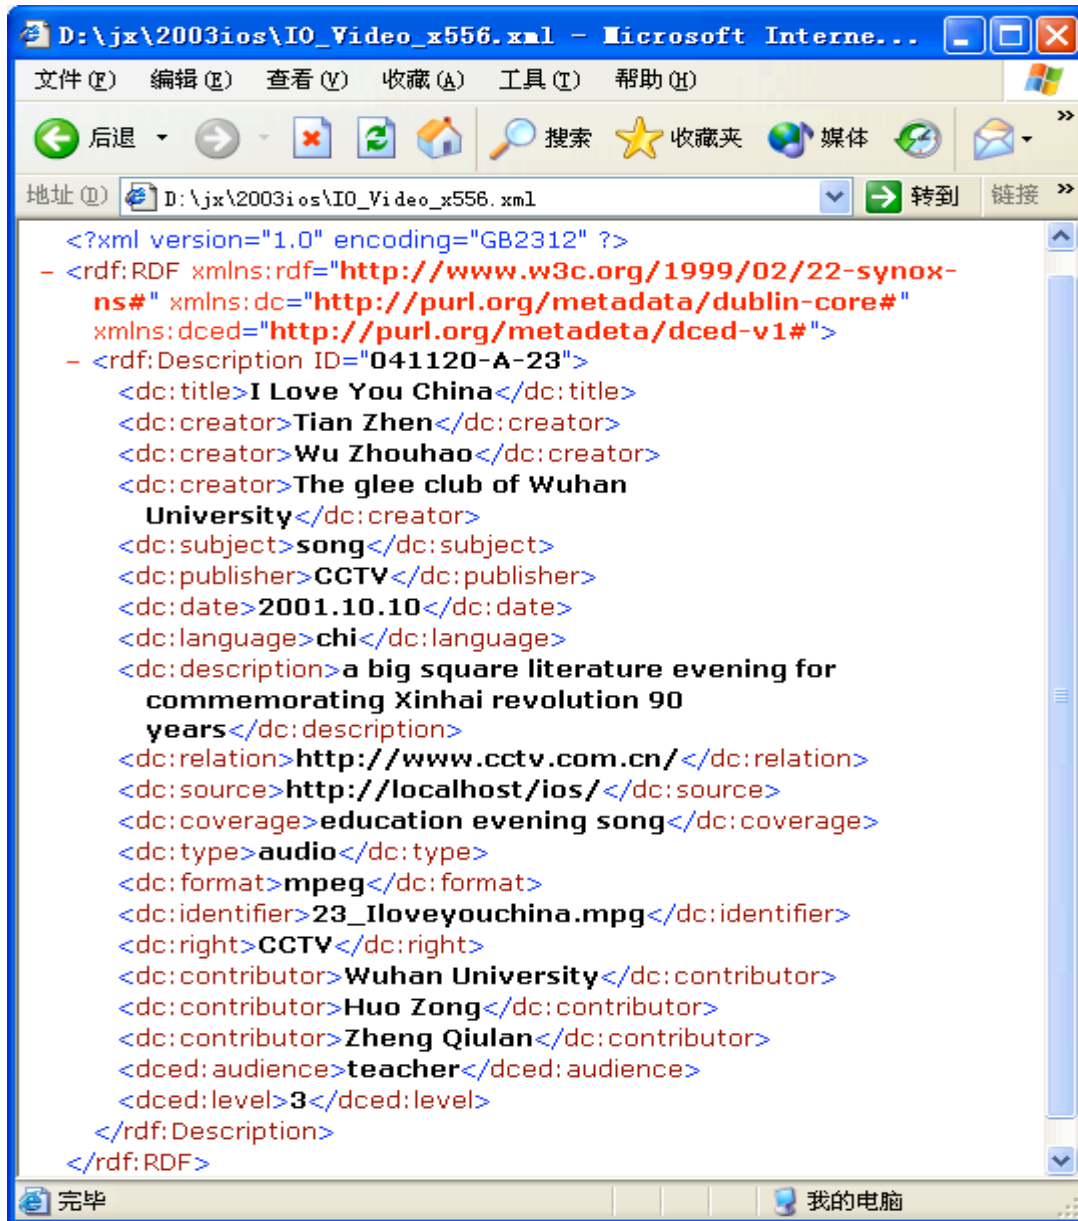 D:\jx\2003ios\IO_Video_x556.xml - Microsoft Interne...
文件(F) 编辑(E) 查看(V) 收藏(A) 工具(T) 帮助(H)
后退 搜索 收藏夹 媒体 »
地址(D) D:\jx\2003ios\IO_Video_x556.xml 转到 链接 »
<?xml version="1.0" encoding="GB2312" ?>
- <rdf:RDF xmlns:rdf="http://www.w3c.org/1999/02/22-synox-
ns#" xmlns:dc="http://purl.org/metadata/dublin-core#"
xmlns:dced="http://purl.org/metadeta/dced-v1#">
- <rdf:Description ID="041120-A-23">
<dc:title>I Love You China</dc:title>
<dc:creator>Tian Zhen</dc:creator>
<dc:creator>Wu Zhouhao</dc:creator>
<dc:creator>The glee club of Wuhan
University</dc:creator>
<dc:subject>song</dc:subject>
<dc:publisher>CCTV</dc:publisher>
<dc:date>2001.10.10</dc:date>
<dc:language>chi</dc:language>
<dc:description>a big square literature evening for
commemorating Xinhai revolution 90
years</dc:description>
<dc:relation>http://www.cctv.com.cn/</dc:relation>
<dc:source>http://localhost/ios/</dc:source>
<dc:coverage>education evening song</dc:coverage>
<dc:type>audio</dc:type>
<dc:format>mpeg</dc:format>
<dc:identifier>23_Iloveyouchina.mpg</dc:identifier>
<dc:right>CCTV</dc:right>
<dc:contributor>Wuhan University</dc:contributor>
<dc:contributor>Huo Zong</dc:contributor>
<dc:contributor>Zheng Qiulan</dc:contributor>
<dced:audience>teacher</dced:audience>
<dced:level>3</dced:level>
</rdf:Description>
</rdf:RDF>
完毕 我的电脑